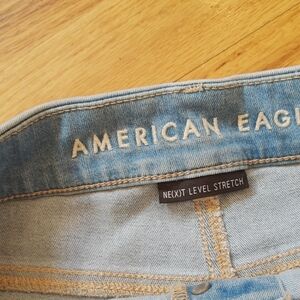 AMERICAN EAGL
NE(X)T LEVEL STRETCH